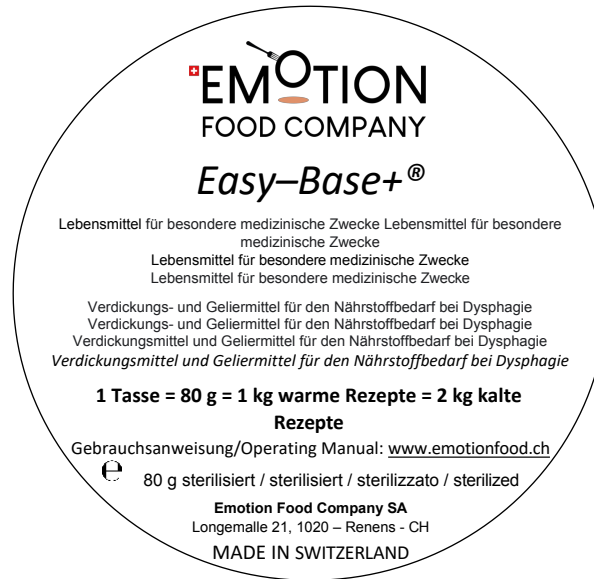 EMOTION
FOOD COMPANY
Easy–Base+®
Lebensmittel für besondere medizinische Zwecke Lebensmittel für besondere
medizinische Zwecke
Lebensmittel für besondere medizinische Zwecke
Lebensmittel für besondere medizinische Zwecke
Verdickungs- und Geliermittel für den Nährstoffbedarf bei Dysphagie
Verdickungs- und Geliermittel für den Nährstoffbedarf bei Dysphagie
Verdickungsmittel und Geliermittel für den Nährstoffbedarf bei Dysphagie
Verdickungsmittel und Geliermittel für den Nährstoffbedarf bei Dysphagie
1 Tasse = 80 g = 1 kg warme Rezepte = 2 kg kalte
Rezepte
Gebrauchsanweisung/Operating Manual: www.emotionfood.ch
℮ 80 g sterilisiert / sterilisiert / sterilizzato / sterilized
Emotion Food Company SA
Longemalle 21, 1020 – Renens - CH
MADE IN SWITZERLAND